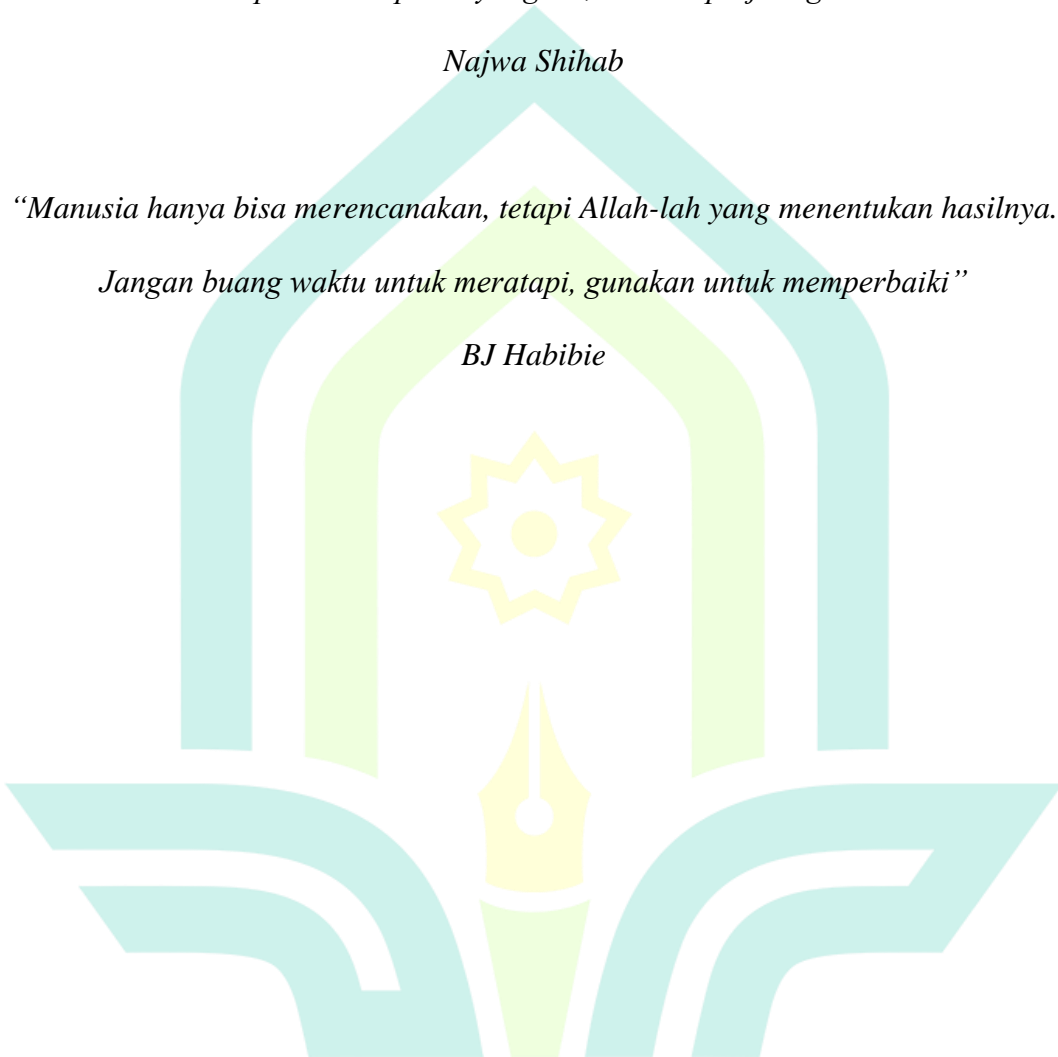 Najwa Shihab
“Manusia hanya bisa merencanakan, tetapi Allah-lah yang menentukan hasilnya.
Jangan buang waktu untuk meratapi, gunakan untuk memperbaiki”
BJ Habibie